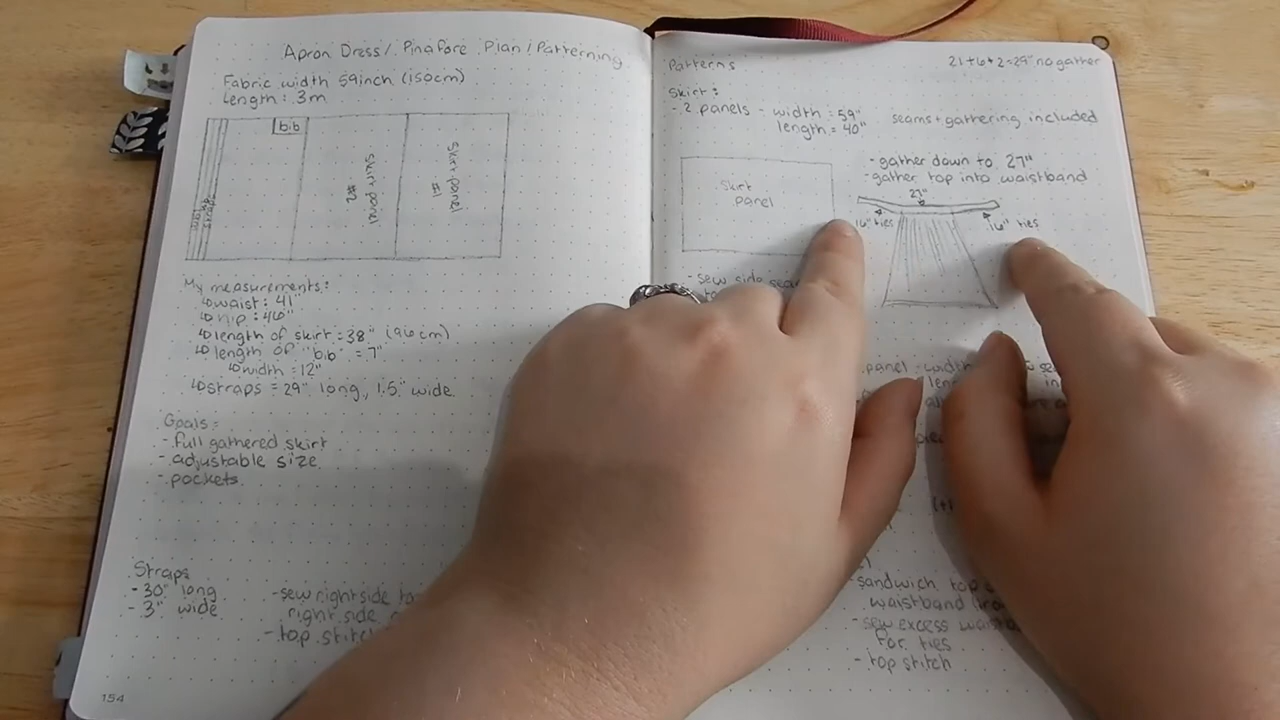 Apron Dress/Pinafore Plan/Patterning
Fabric width 59inch (150cm)
Length: 3m
bib
Skirt panel
#2
Skirt panel
#1
My measurements:
↳waist: 41"
↳hip: 46"
↳length of skirt = 38" (96cm)
↳length of "bib" = 7"
↳width = 12"
↳straps = 29" long, 1.5" wide
Goals:
- full gathered skirt
- adjustable size
- pockets
Straps
- 30" long
- 3" wide
- sew right side to
right side
- top stitch
154
Patterns
21+6+2=29" no gather
Skirt:
- 2 panels - width = 59"
length = 40"
seams + gathering included
Skirt
panel
- gather down to 27"
- gather top into waistband
27"
16" ties
16" ties
- sew side
panel - width
- sandwich top
waistband
- sew excess
for ties
- top stitch